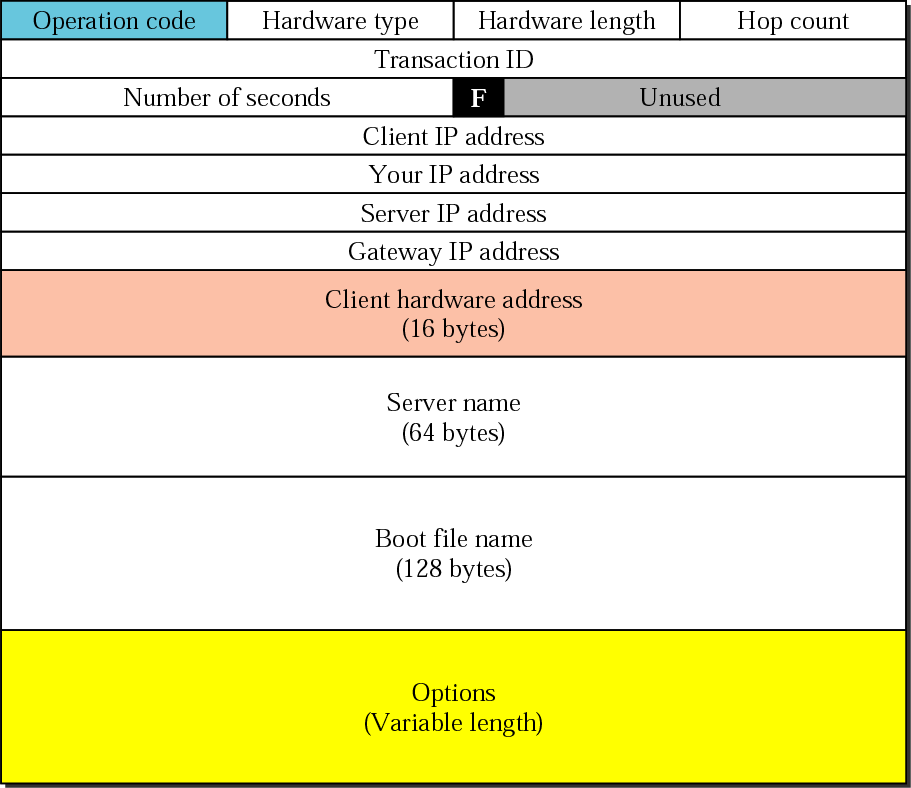 Operation code Hardware type Hardware length Hop count
Transaction ID
Number of seconds F Unused
Client IP address
Your IP address
Server IP address
Gateway IP address
Client hardware address
(16 bytes)
Server name
(64 bytes)
Boot file name
(128 bytes)
Options
(Variable length)